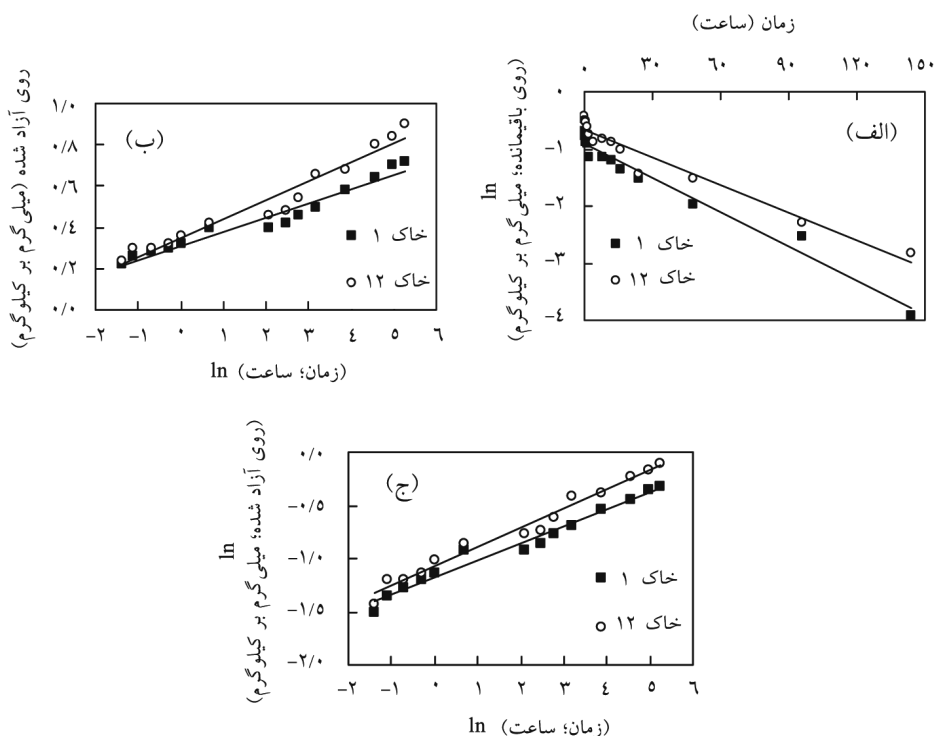 زمان (ساعت)
۰ ۳۰ ۶۰ ۹۰ ۱۲۰ ۱۵۰
۰
−۱
−۲
−۳
−٤
ln
(روی باقیمانده؛ میلی گرم بر کیلوگرم)
(الف)
خاک ۱
خاک ۱۲
۱/۰
۰/۸
۰/۶
۰/٤
۰/۲
۰/۰
روی آزاد شده (میلی گرم بر کیلوگرم)
(ب)
خاک ۱
خاک ۱۲
−۲ −۱ ۰ ۱ ۲ ۳ ٤ ۵ ۶
ln (زمان؛ ساعت)
۰/۰
−۰/۵
−۱/۰
−۱/۵
−۲/۰
ln
(روی آزاد شده؛ میلی گرم بر کیلوگرم)
(ج)
خاک ۱
خاک ۱۲
−۲ −۱ ۰ ۱ ۲ ۳ ٤ ۵ ۶
ln (زمان؛ ساعت)